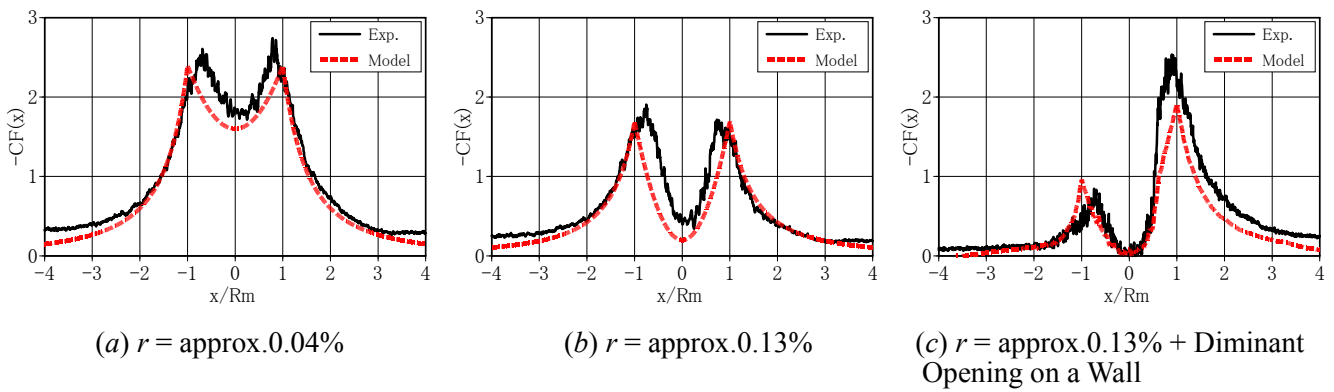 3
2
1
0
-CF(x)
Exp.
Model
-4 -3 -2 -1 0 1 2 3 4
x/Rm
(a) r = approx.0.04%
3
2
1
0
-CF(x)
Exp.
Model
-4 -3 -2 -1 0 1 2 3 4
x/Rm
(b) r = approx.0.13%
3
2
1
0
-CF(x)
Exp.
Model
-4 -3 -2 -1 0 1 2 3 4
x/Rm
(c) r = approx.0.13% + Diminant
Opening on a Wall